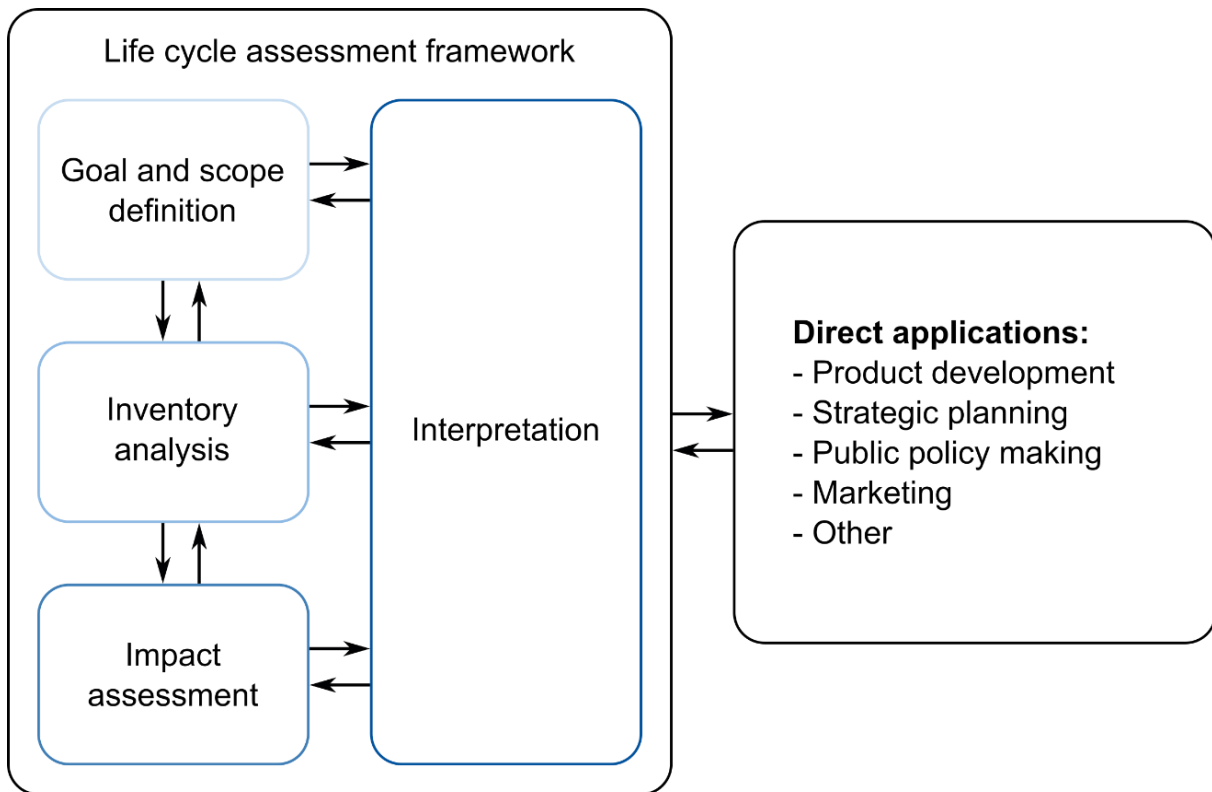 Life cycle assessment framework
Goal and scope
definition
Inventory
analysis
Impact
assessment
Interpretation
Direct applications:
- Product development
- Strategic planning
- Public policy making
- Marketing
- Other